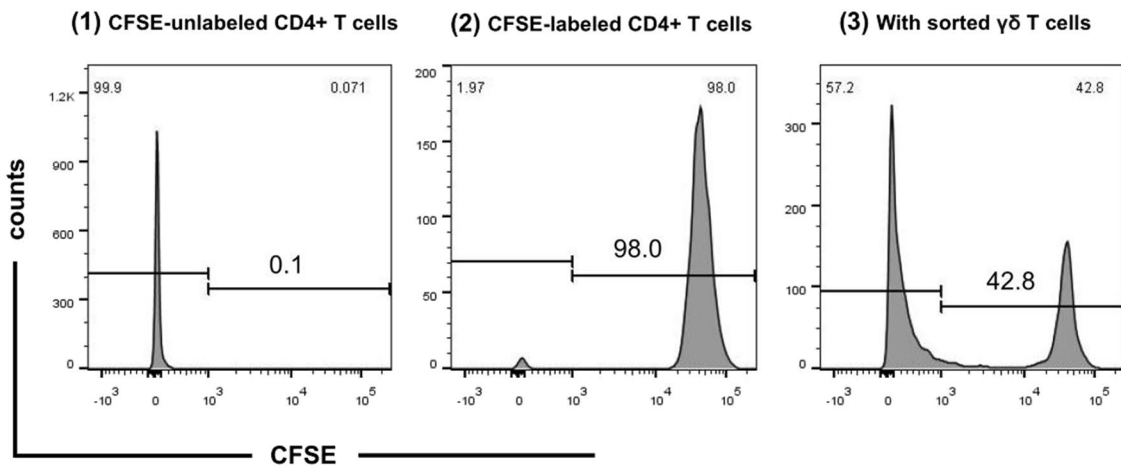 (1) CFSE-unlabeled CD4+ T cells
(2) CFSE-labeled CD4+ T cells
(3) With sorted γδ T cells
counts
99.9 0.071
1.2K
900
600
300
0
0.1
-10³ 0 10³ 10⁴ 10⁵
1.97 98.0
200
150
100
50
0
98.0
-10³ 0 10³ 10⁴ 10⁵
57.2 42.8
300
200
100
0
42.8
-10³ 0 10³ 10⁴ 10⁵
CFSE